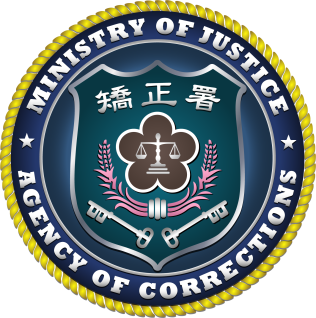 MINISTRY OF JUSTICE
矯正署
AGENCY OF CORRECTIONS